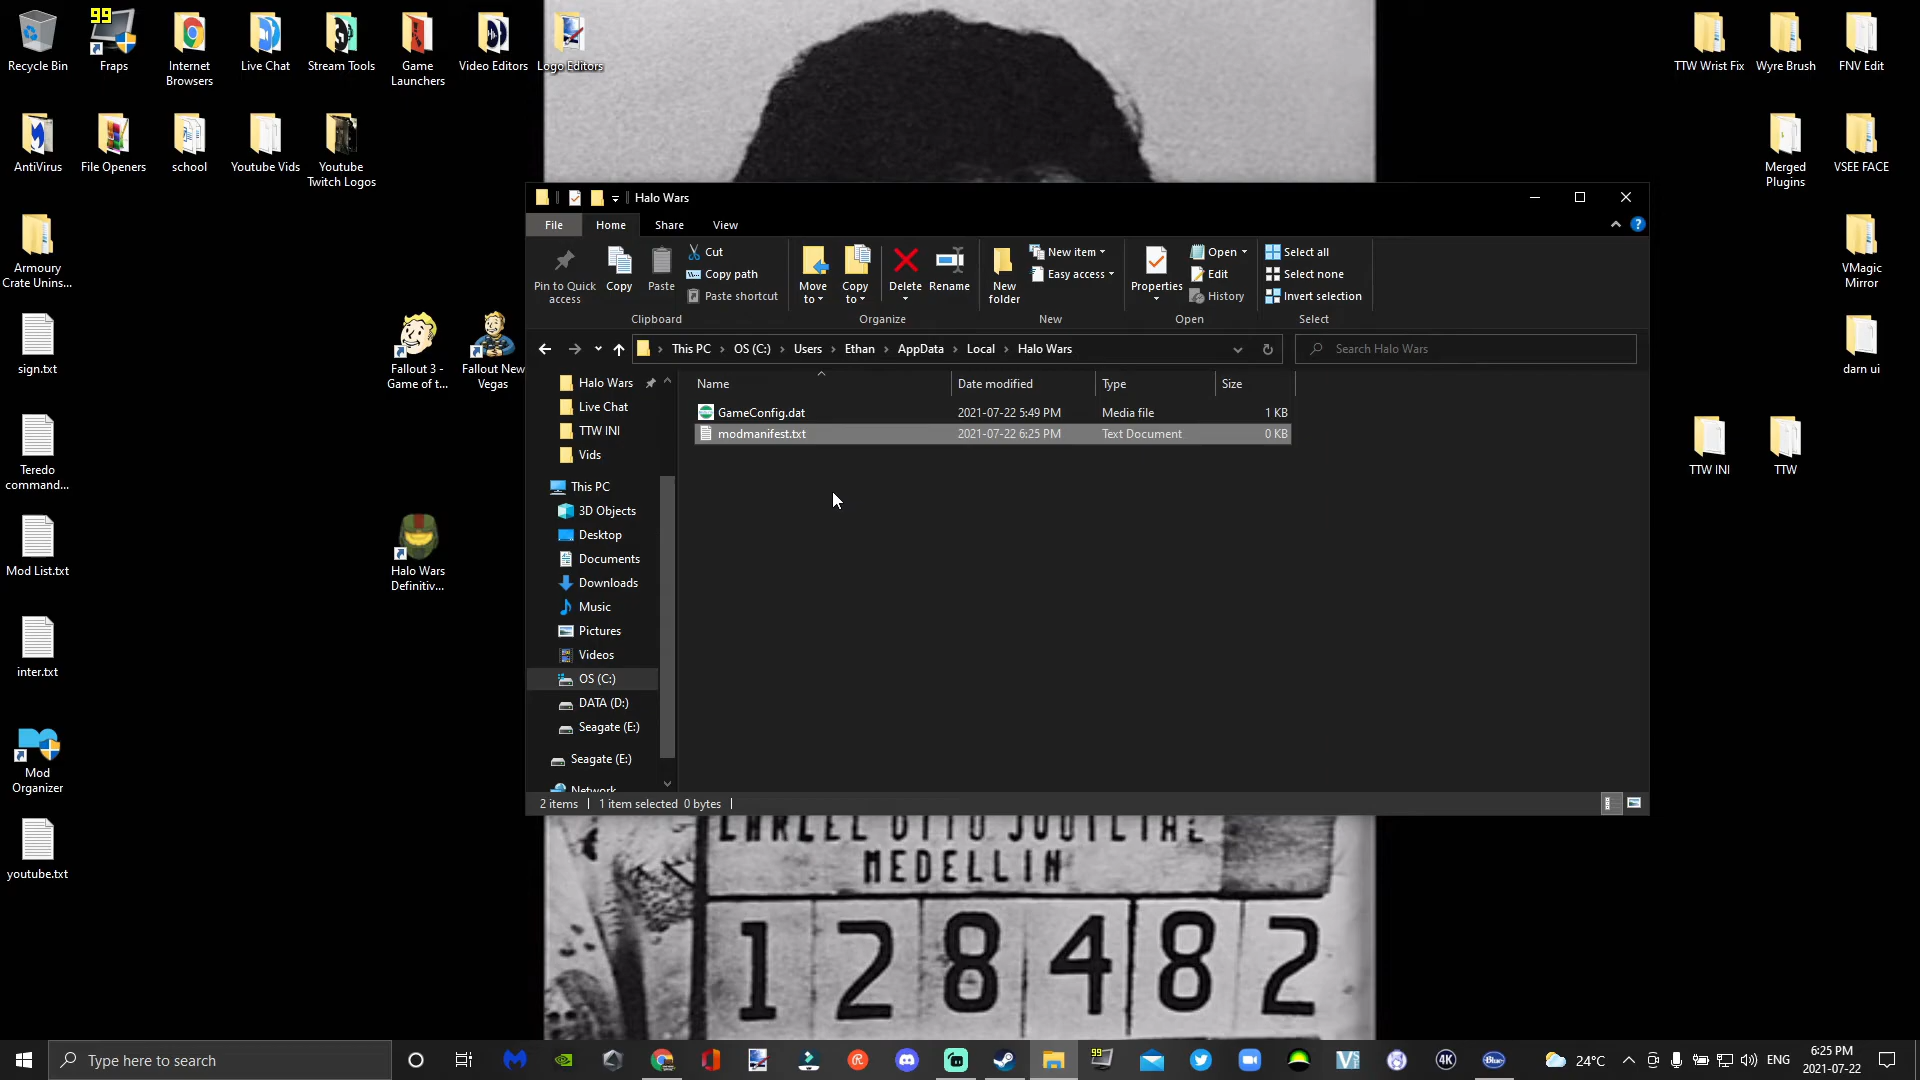 Recycle Bin
99
Fraps
Internet
Browsers
Live Chat
Stream Tools
Game
Launchers
Video Editors
Logo Editors
TTW Wrist Fix
Wyre Brush
FNV Edit
AntiVirus
File Openers
school
Youtube Vids
Youtube
Twitch Logos
Merged
Plugins
VSEE FACE
Armoury
Crate Unins...
VMagic
Mirror
sign.txt
Fallout 3 -
Game of t...
Fallout New
Vegas
darn ui
Teredo
command...
TTW INI
TTW
Mod List.txt
Halo Wars
Definitiv...
inter.txt
Mod
Organizer
youtube.txt
Halo Wars
File
Home
Share
View
Pin to Quick
access
Copy
Paste
Cut
Copy path
Paste shortcut
Clipboard
Move
to
Copy
to
Delete
Rename
Organize
New
folder
New item
Easy access
New
Properties
Open
Edit
History
Open
Select all
Select none
Invert selection
Select
This PC
OS (C:)
Users
Ethan
AppData
Local
Halo Wars
Search Halo Wars
Halo Wars
Live Chat
TTW INI
Vids
This PC
3D Objects
Desktop
Documents
Downloads
Music
Pictures
Videos
OS (C:)
DATA (D:)
Seagate (E:)
Seagate (E:)
Network
Name Date modified Type Size
GameConfig.dat 2021-07-22 5:49 PM Media file 1 KB
modmanifest.txt 2021-07-22 6:25 PM Text Document 0 KB
2 items 1 item selected 0 bytes
MEDELLIN
128482
Type here to search
99
4K
Blue
24°C
ENG
6:25 PM
2021-07-22